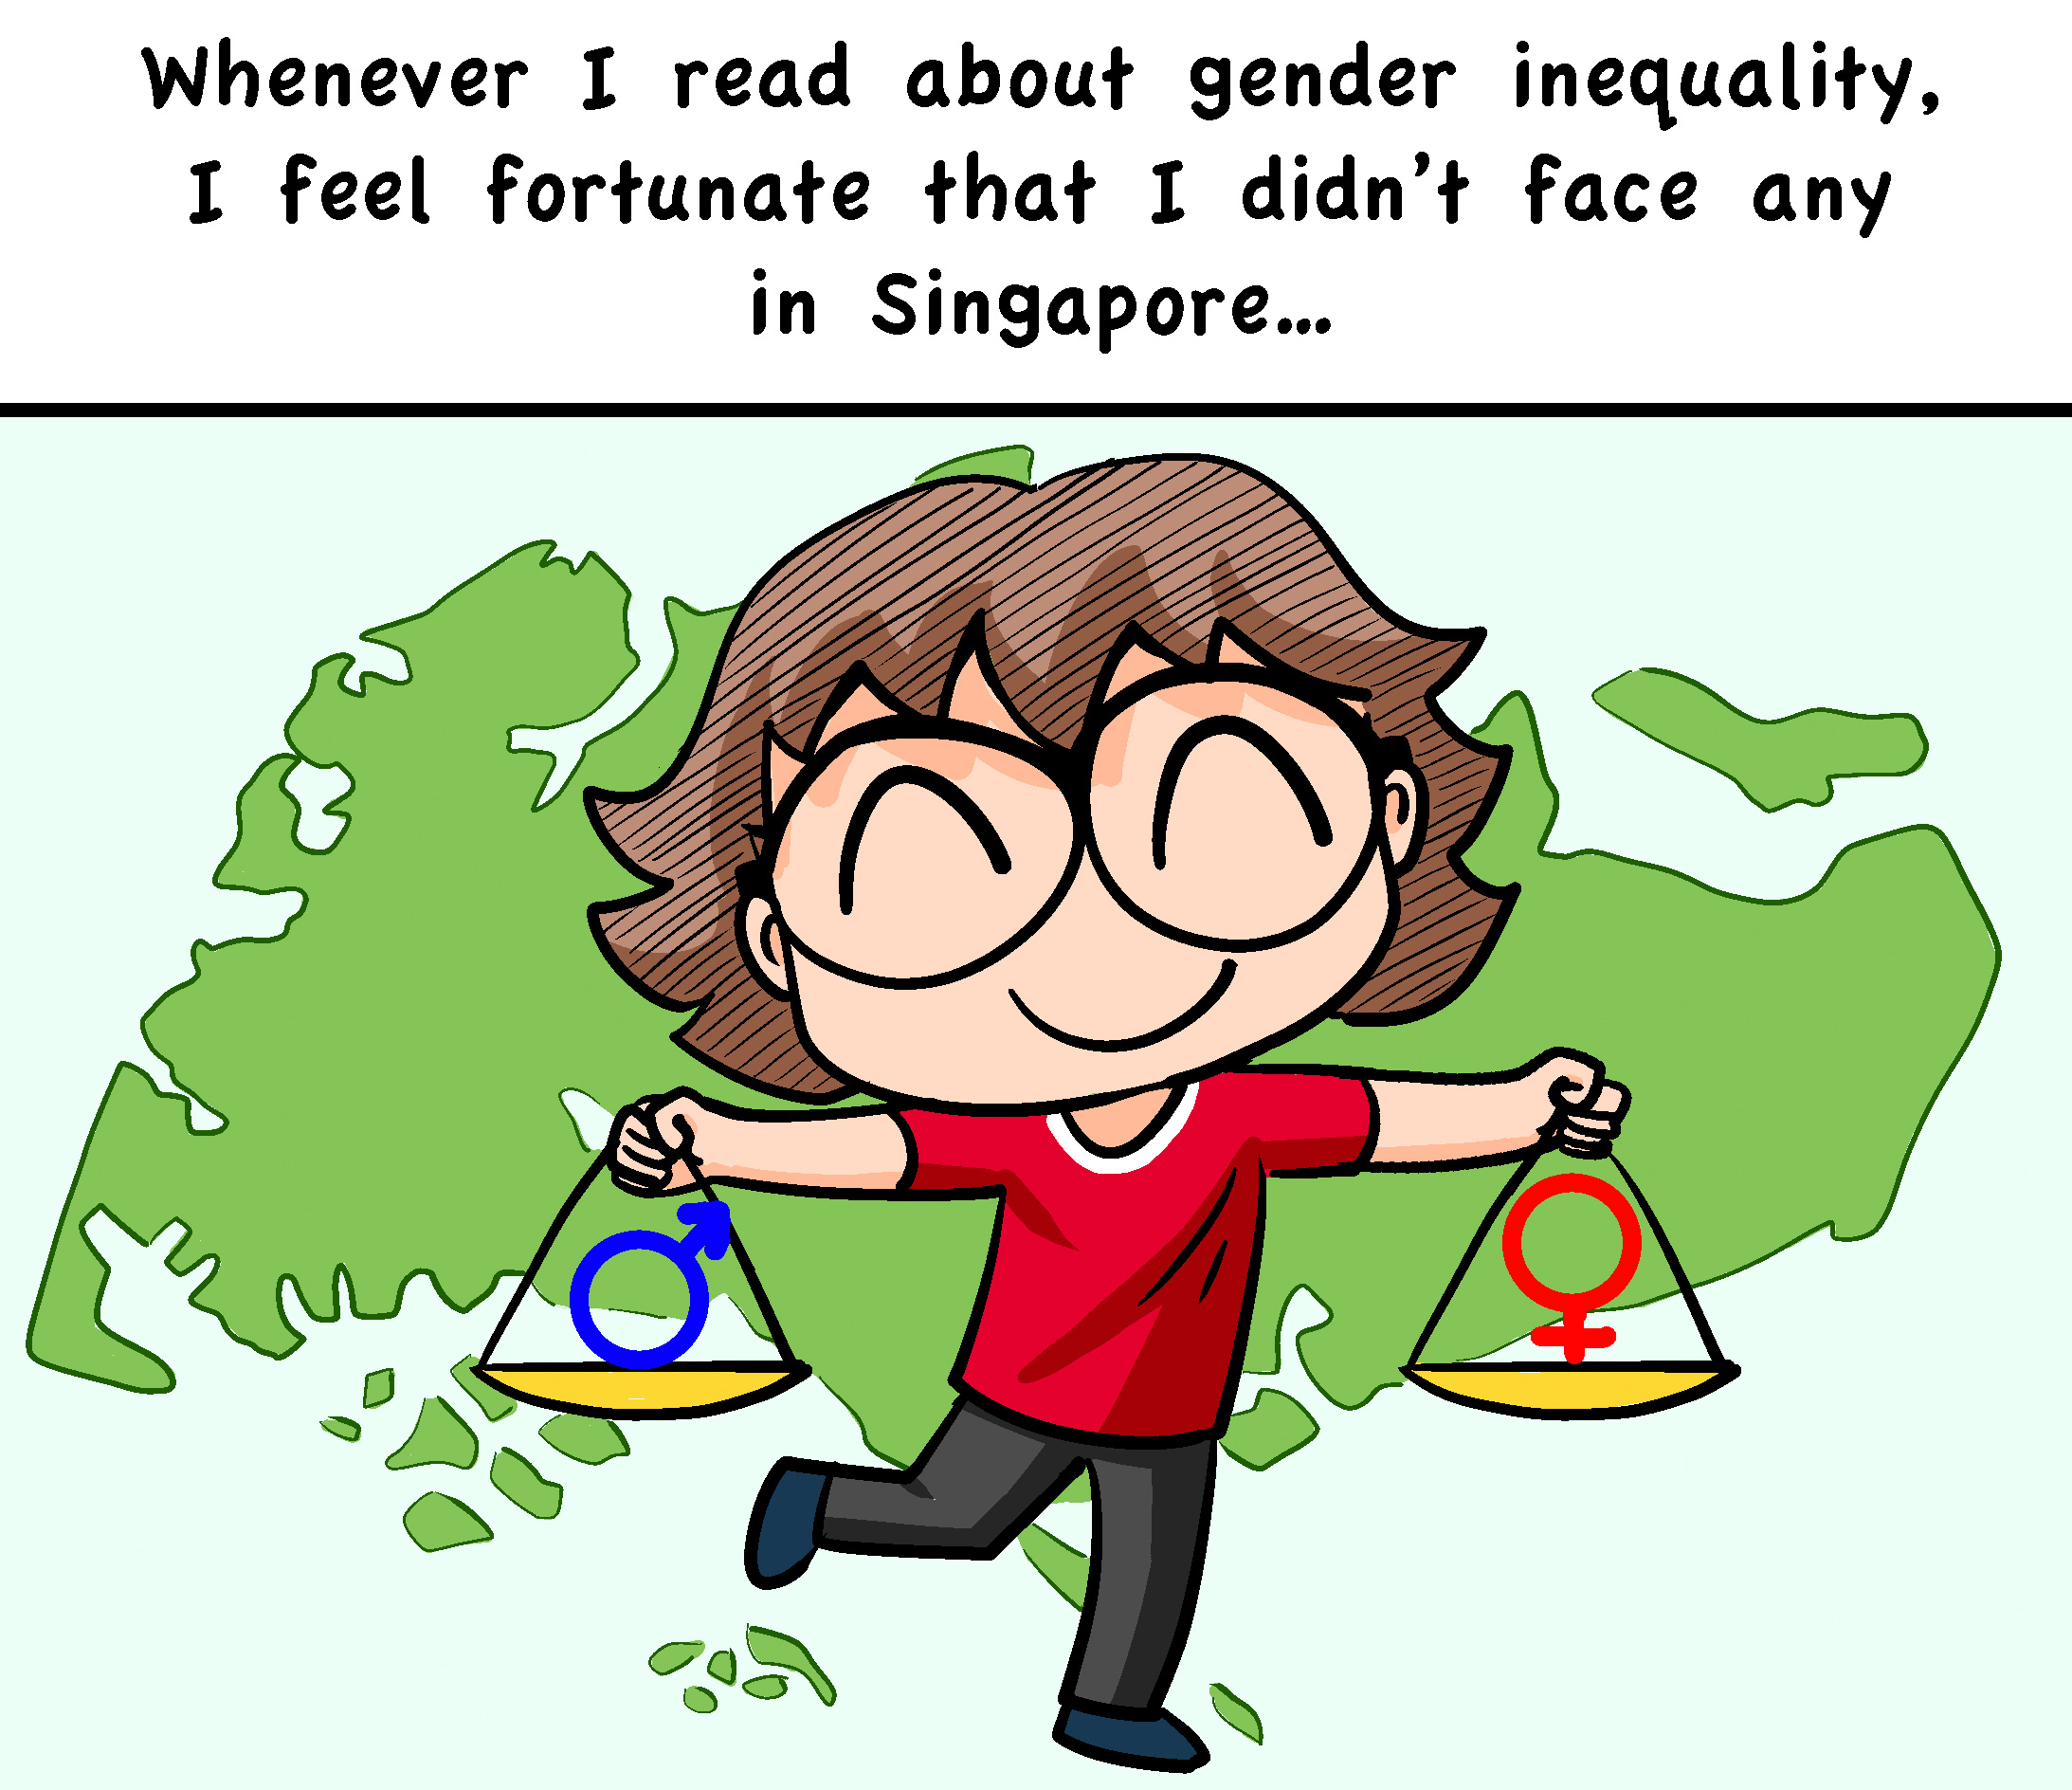 Whenever I read about gender inequality,
I feel fortunate that I didn't face any
in Singapore...